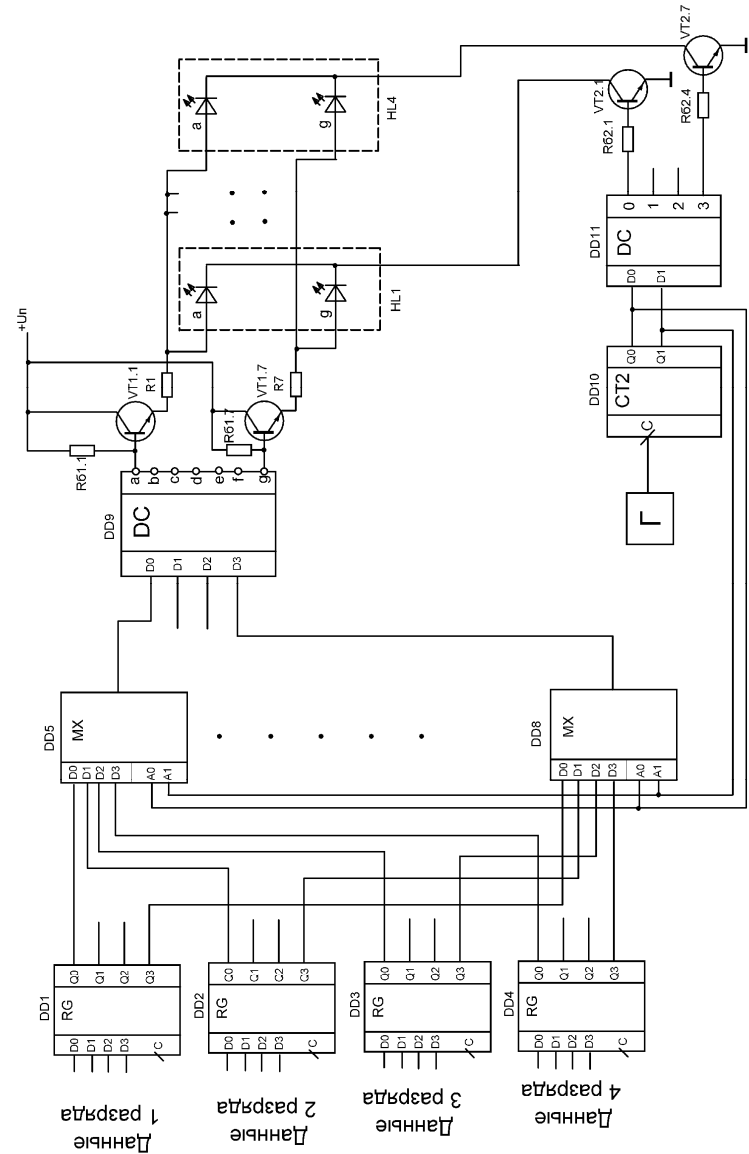 +Uп
Rб1.1
VT1.1
R1
Rб1.7
VT1.7
R7
HL1
a
g
HL4
a
g
VT2.1
Rб2.1
VT2.7
Rб2.4
DD11
DC
D0
D1
0
1
2
3
DD10
CT2
C
Q0
Q1
Г
DD9
DC
D0
D1
D2
D3
a
b
c
d
e
f
g
DD5
MX
D0
D1
D2
D3
A0
A1
DD8
MX
D0
D1
D2
D3
A0
A1
DD1
RG
D0
D1
D2
D3
C
Q0
Q1
Q2
Q3
DD2
RG
D0
D1
D2
D3
C
C0
C1
C2
C3
DD3
RG
D0
D1
D2
D3
C
Q0
Q1
Q2
Q3
DD4
RG
D0
D1
D2
D3
C
Q0
Q1
Q2
Q3
Данные
1 разряда
Данные
2 разряда
Данные
3 разряда
Данные
4 разряда